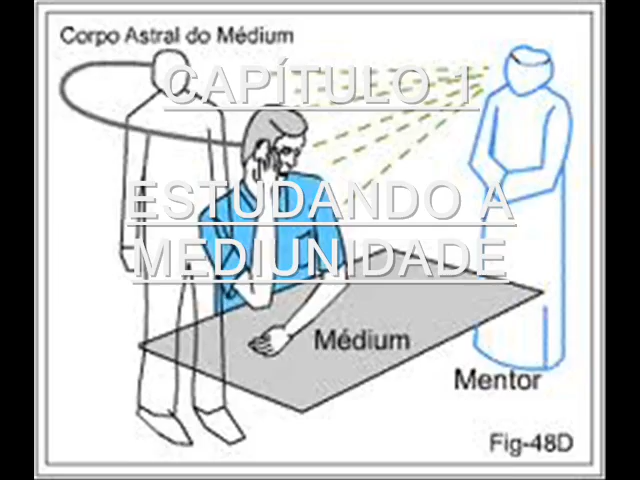 Corpo Astral do Médium
CAPÍTULO 1
ESTUDANDO A
MEDIUNIDADE
Médium
Mentor
Fig-48D